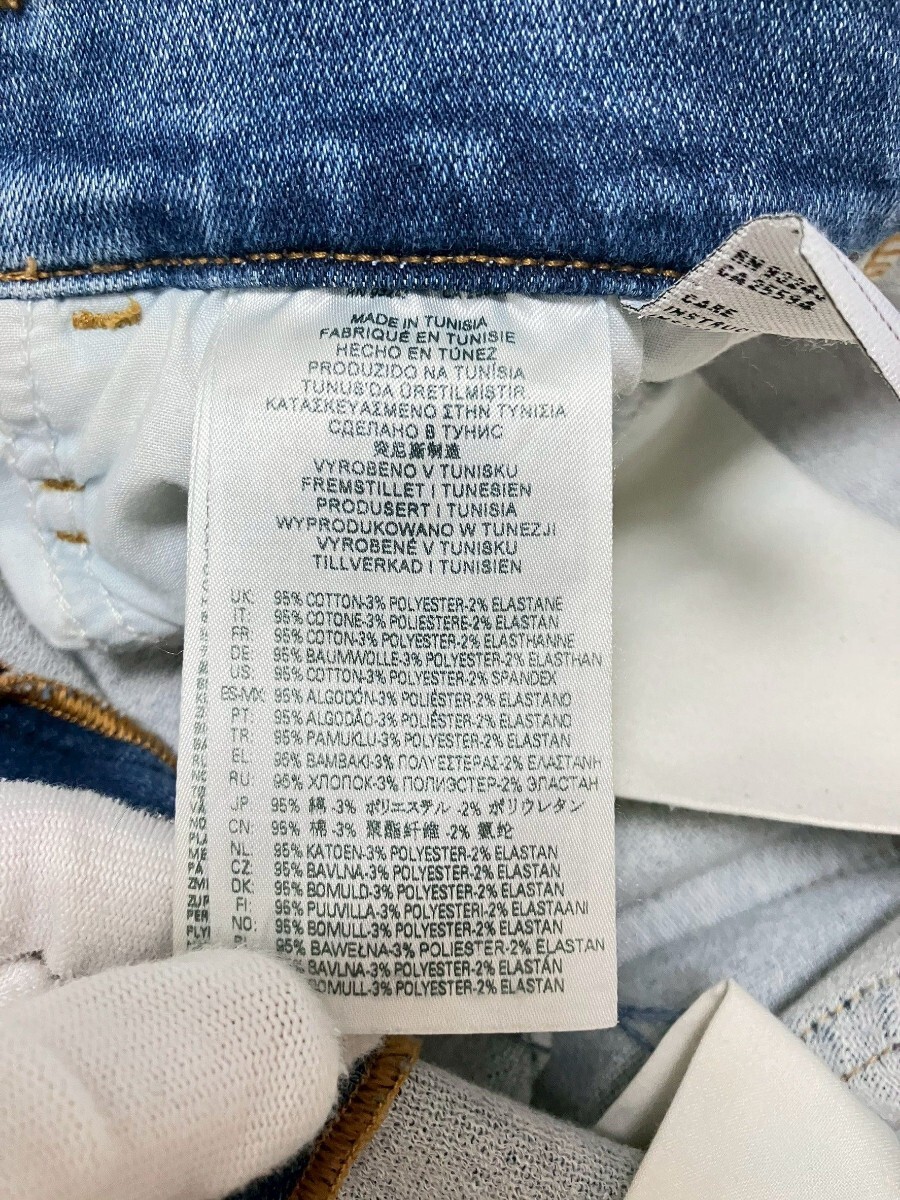 MADE IN TUNISIA
FABRIQUÉ EN TUNISIE
HECHO EN TÚNEZ
PRODUZIDO NA TUNÍSIA
TUNUS'DA ÜRETİLMİŞTİR
ΚΑΤΑΣΚΕΥΑΣΜΕΝΟ ΣΤΗΝ ΤΥΝΙΣΙΑ
СДЕЛАНО В ТУНИС
突尼斯制造
VYROBENO V TUNISKU
FREMSTILLET I TUNESIEN
PRODUSERT I TUNISIA
WYPRODUKOWANO W TUNEZJI
VYROBENÉ V TUNISKU
TILLVERKAD I TUNISIEN
UK: 95% COTTON-3% POLYESTER-2% ELASTANE
IT: 95% COTONE-3% POLIESTERE-2% ELASTAN
FR: 95% COTON-3% POLYESTER-2% ELASTHANNE
DE: 95% BAUMWOLLE-3% POLYESTER-2% ELASTHAN
US: 95% COTTON-3% POLYESTER-2% SPANDEX
ES-MX: 95% ALGODÓN-3% POLIÉSTER-2% ELASTANO
PT: 95% ALGODÃO-3% POLIÉSTER-2% ELASTANO
TR: 95% PAMUKLU-3% POLYESTER-2% ELASTAN
EL: 95% ΒΑΜΒΑΚΙ-3% ΠΟΛΥΕΣΤΕΡΑΣ-2% ΕΛΑΣΤΑΝΗ
RU: 95% ХЛОПОК-3% ПОЛИЭСТЕР-2% ЭЛАСТАН
JP 95% 綿 -3% ポリエステル -2% ポリウレタン
CN: 95% 棉 -3% 聚酯纤维 -2% 氨纶
NL: 95% KATOEN-3% POLYESTER-2% ELASTAN
CZ: 95% BAVLNA-3% POLYESTER-2% ELASTAN
DK: 95% BOMULD-3% POLYESTER-2% ELASTAN
FI: 95% PUUVILLA-3% POLYESTERI-2% ELASTAANI
NO: 95% BOMULL-3% POLYESTER-2% ELASTAN
95% BAWEŁNA-3% POLYESTER-2% ELASTAN
% BAVLNA-3% POLYESTER-2% ELASTÁN
OMULL-3% POLYESTER-2% ELASTAN
CA 25594
CARE